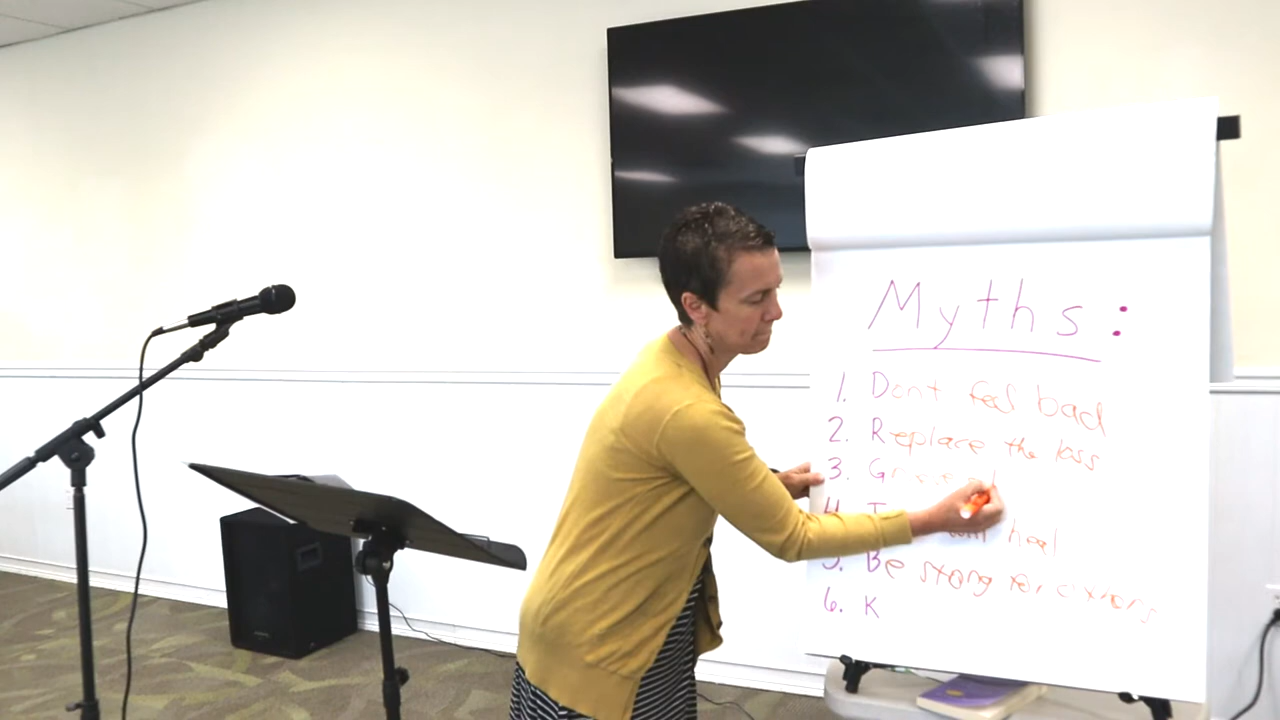 Myths:
1. Dont feel bad
2. Replace the loss
3. G
4. T heal
5. Be strong for others
6. K